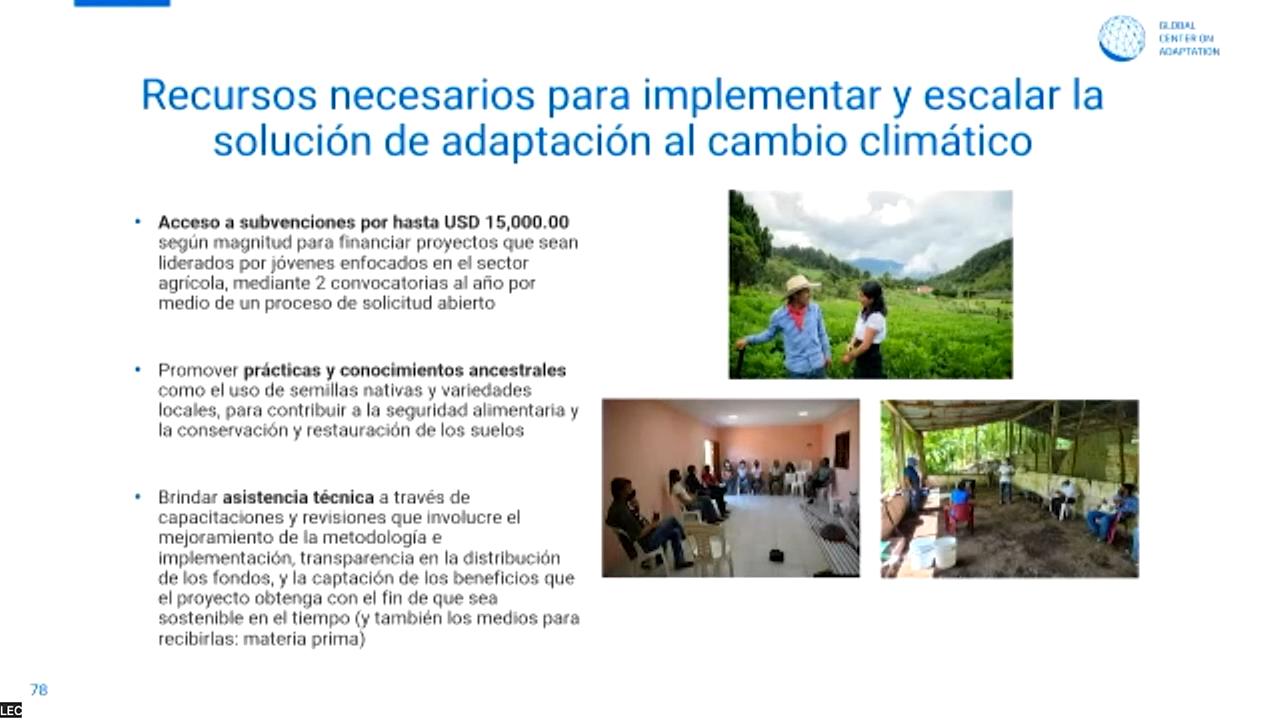 GLOBAL
CENTER ON
ADAPTATION
Recursos necesarios para implementar y escalar la
solución de adaptación al cambio climático
• Acceso a subvenciones por hasta USD 15,000.00
según magnitud para financiar proyectos que sean
liderados por jóvenes enfocados en el sector
agrícola, mediante 2 convocatorias al año por
medio de un proceso de solicitud abierto
• Promover prácticas y conocimientos ancestrales
como el uso de semillas nativas y variedades
locales, para contribuir a la seguridad alimentaria y
la conservación y restauración de los suelos
• Brindar asistencia técnica a través de
capacitaciones y revisiones que involucre el
mejoramiento de la metodología e
implementación, transparencia en la distribución
de los fondos, y la captación de los beneficios que
el proyecto obtenga con el fin de que sea
sostenible en el tiempo (y también los medios para
recibirlas: materia prima)
78
LEC